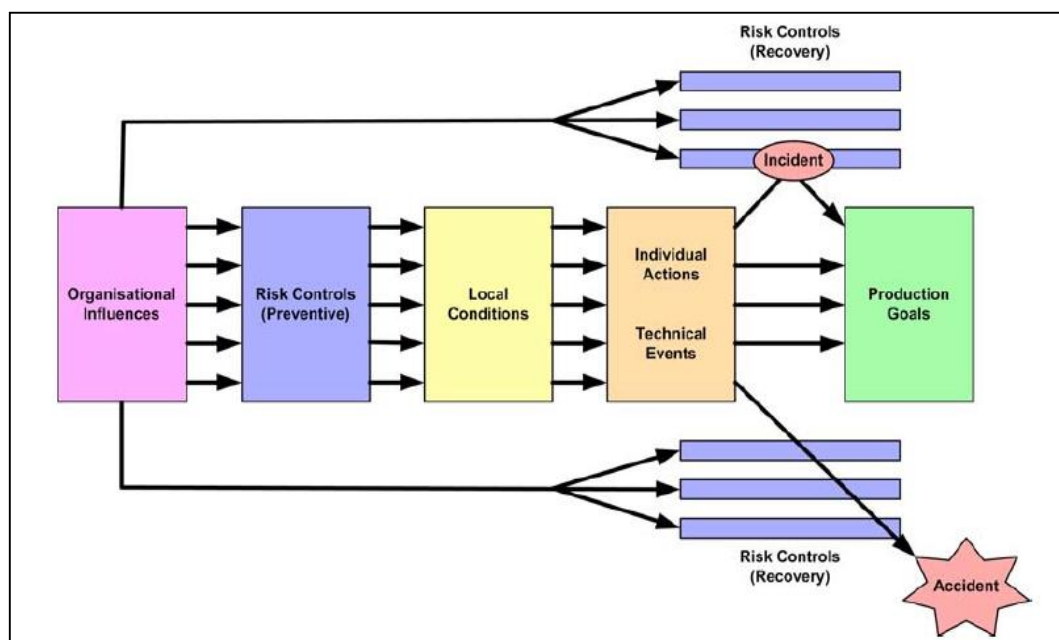 Risk Controls
(Recovery)
Incident
Organisational
Influences
Risk Controls
(Preventive)
Local
Conditions
Individual
Actions
Technical
Events
Production
Goals
Risk Controls
(Recovery)
Accident